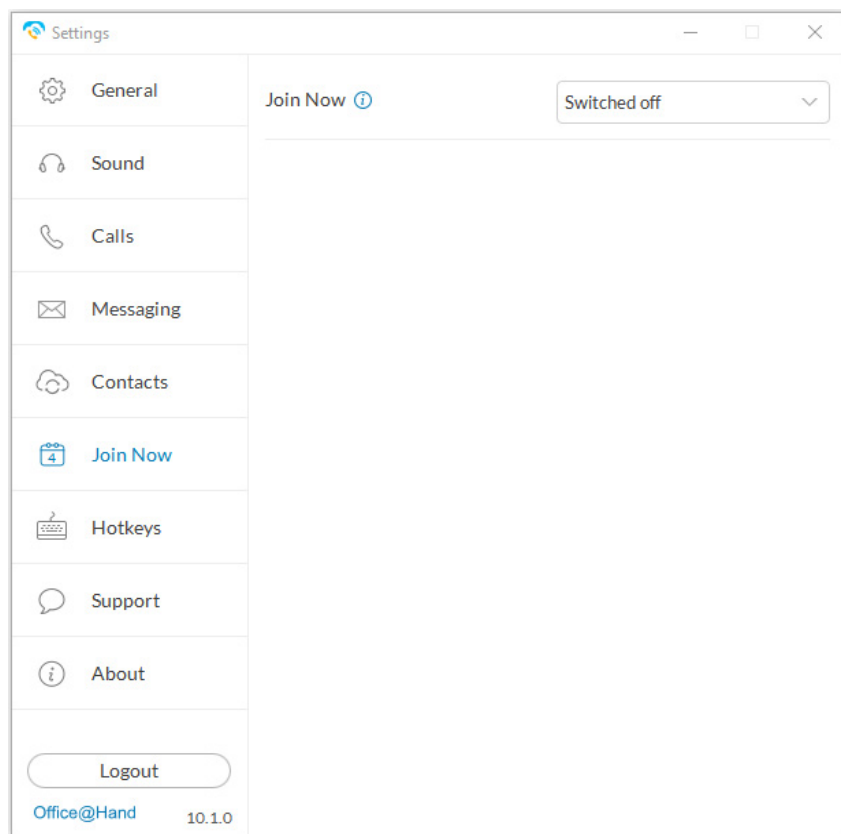 Settings
General
Join Now
Switched off
Sound
Calls
Messaging
Contacts
4
Join Now
Hotkeys
Support
About
Logout
Office@Hand
10.1.0